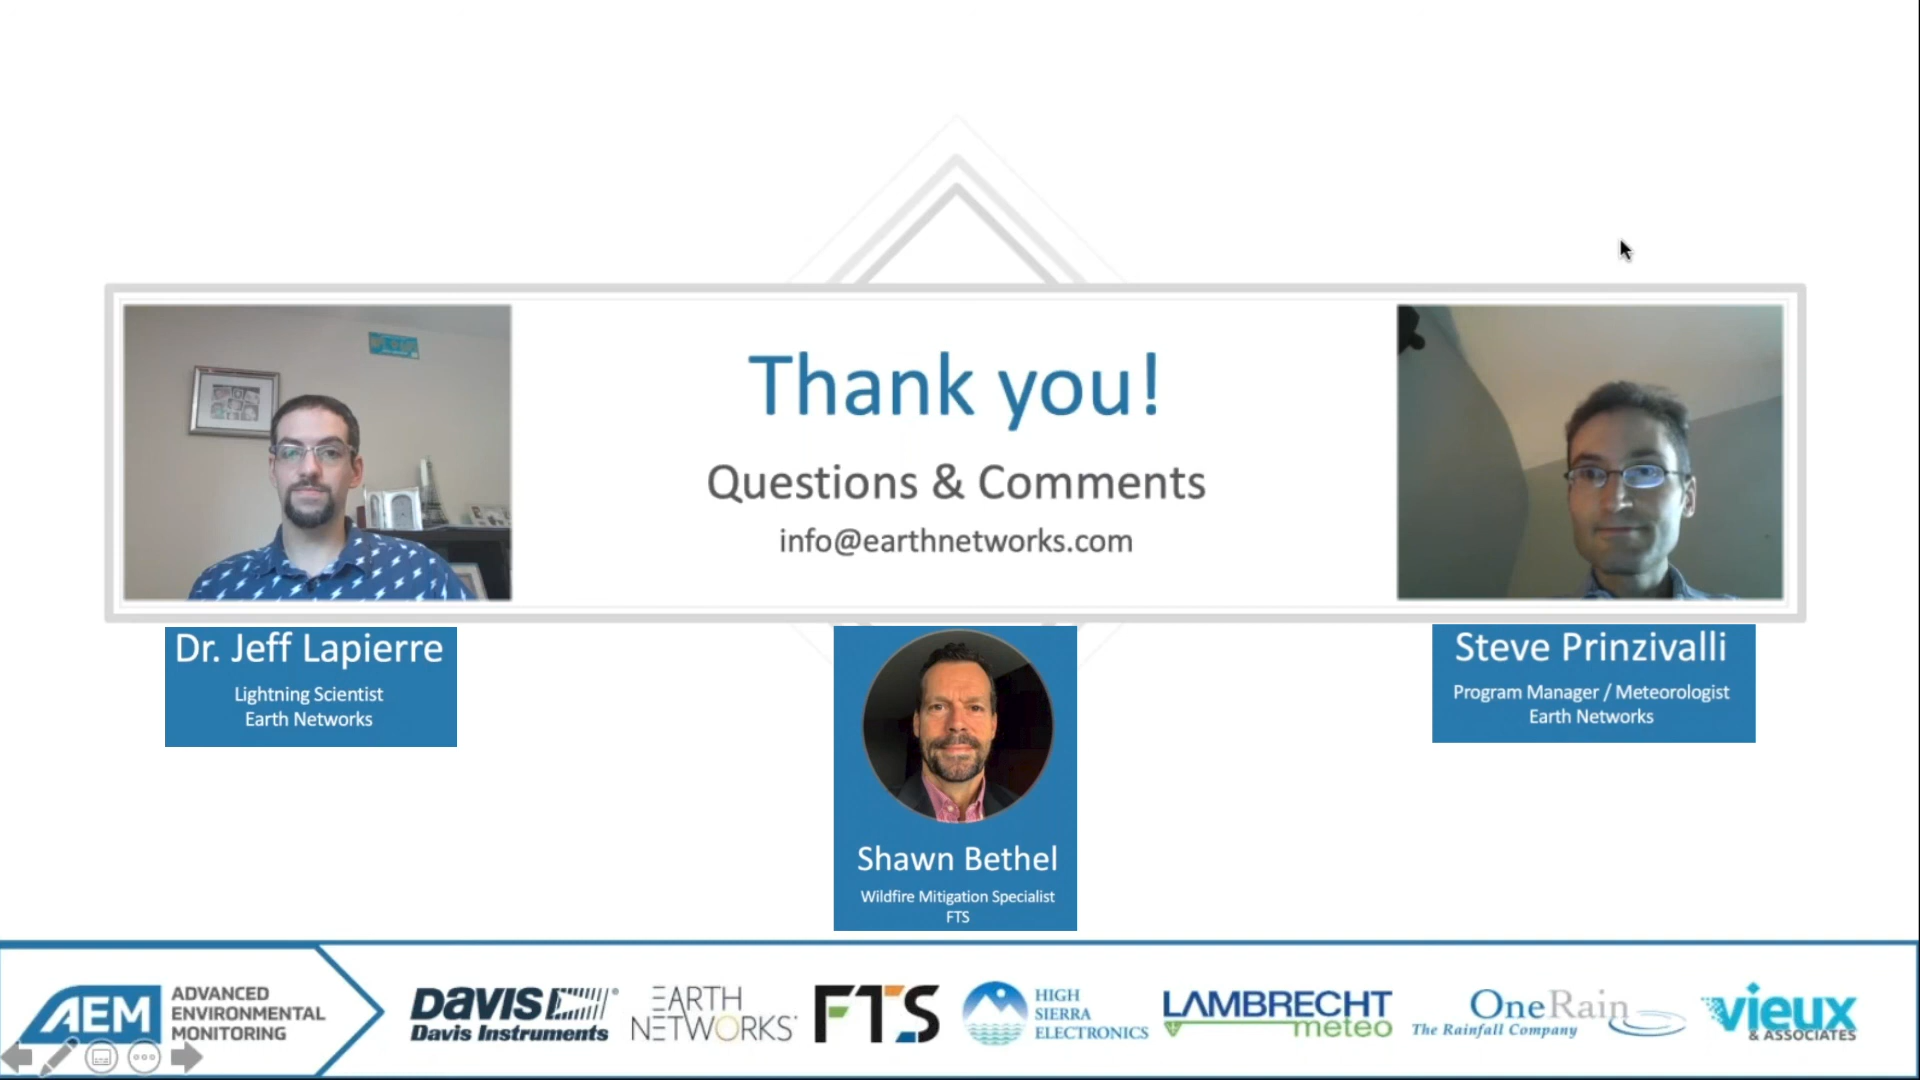 Thank you!
Questions & Comments
info@earthnetworks.com
Dr. Jeff Lapierre
Lightning Scientist
Earth Networks
Shawn Bethel
Wildfire Mitigation Specialist
FTS
Steve Prinzivalli
Program Manager / Meteorologist
Earth Networks
AEM
ADVANCED
ENVIRONMENTAL
MONITORING
DAVIS
Davis Instruments
EARTH
NETWORKS
FTS
HIGH
SIERRA
ELECTRONICS
LAMBRECHT
meteo
OneRain
The Rainfall Company
vieux
& ASSOCIATES